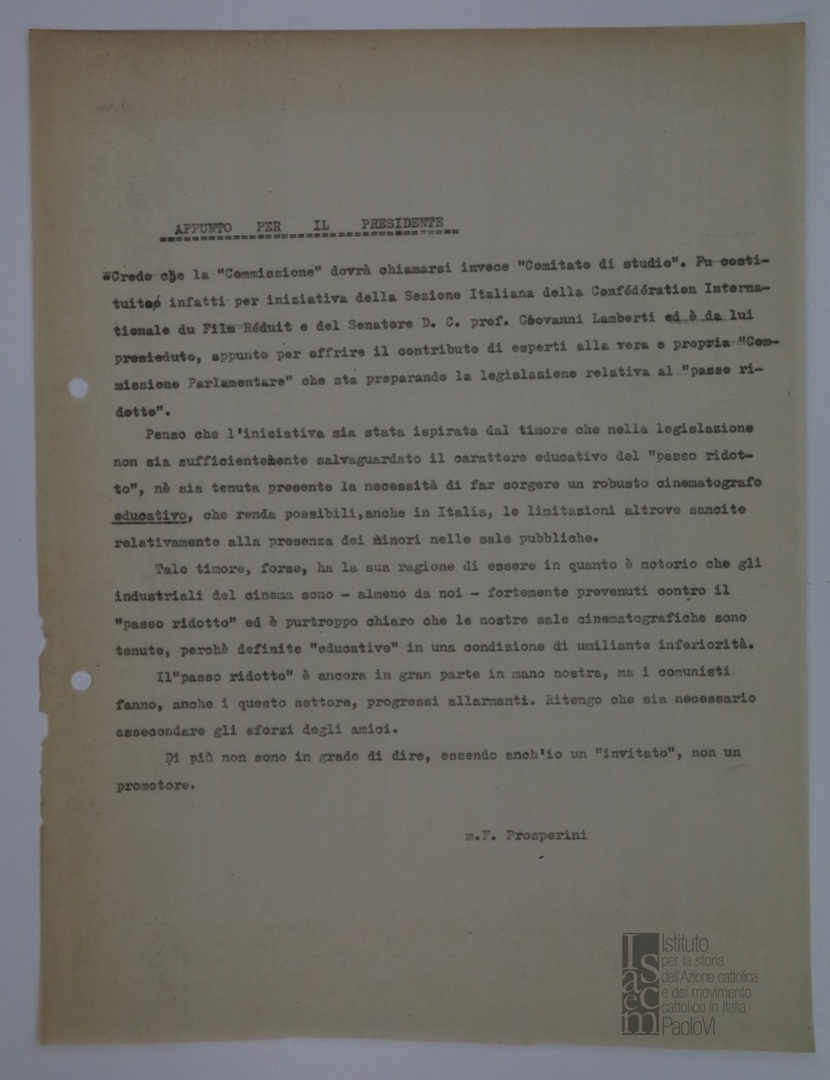 APPUNTO PER IL PRESIDENTE
Credo che la "Commissione" dovrà chiamarsi invece "Comitato di studio". Fu costi-
tuito infatti per iniziativa della Sezione Italiana della Confédération Interna-
tionale du Film Réduit e del Senatore D. C. prof. Giovanni Lamberti ed è da lui
presieduto, appunto per offrire il contributo di esperti alla vera e propria "Com-
missione Parlamentare" che sta preparando la legislazione relativa al "passo ri-
dotto".
Penso che l'iniziativa sia stata ispirata dal timore che nella legislazione
non sia sufficientemente salvaguardato il carattere educativo del "passo ridot-
to", nè sia tenuta presente la necessità di far sorgere un robusto cinematografo
educativo, che renda possibili,anche in Italia, le limitazioni altrove sancite
relativamente alla presenza dei minori nelle sale pubbliche.
Tale timore, forse, ha la sua ragione di essere in quanto è notorio che gli
industriali del cinema sono - almeno da noi - fortemente prevenuti contro il
"passo ridotto" ed è purtroppo chiaro che le nostre sale cinematografiche sono
tenute, perchè definite "educative" in una condizione di umiliante inferiorità.
Il"passo ridotto" è ancora in gran parte in mano nostra, ma i comunisti
fanno, anche i questo settore, progressi allarmanti. Ritengo che sia necessario
assecondare gli sforzi degli amici.
Di più non sono in grado di dire, essendo anch'io un "invitato", non un
promotore.
m.F. Prosperini
Isacem
Istituto
per la storia
dell'Azione cattolica
e del movimento
cattolico in Italia
PaoloVI